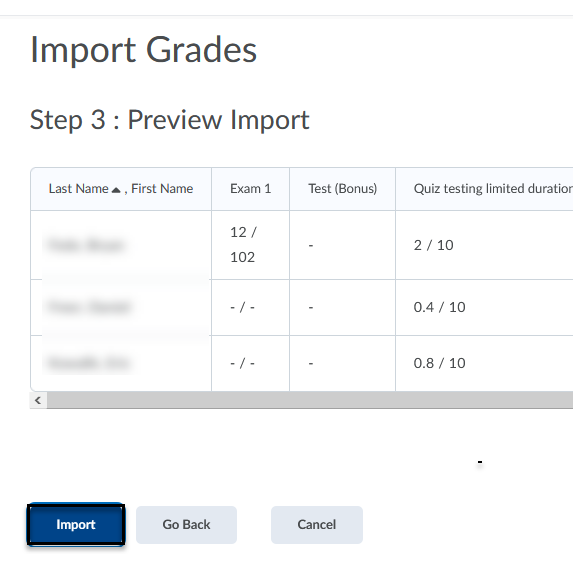 Import Grades
Step 3 : Preview Import
Last Name ▲ , First Name Exam 1 Test (Bonus) Quiz testing limited duration
12 /
102 - 2 / 10
- / - - 0.4 / 10
- / - - 0.8 / 10
Import Go Back Cancel